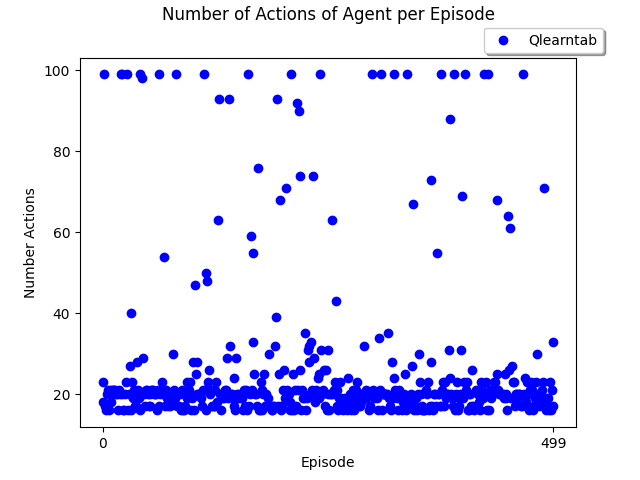 Number of Actions of Agent per Episode
Qlearntab
100
80
60
40
20
Number Actions
0
499
Episode